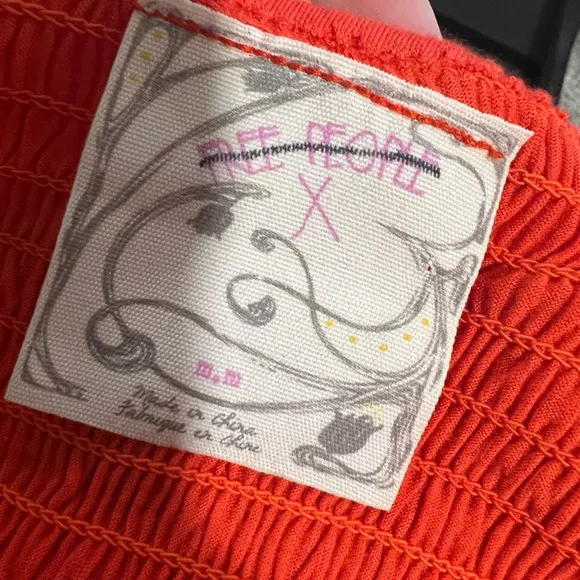 FREE PEOPLE
X
m.m
Made in China
Fabriqué en Chine